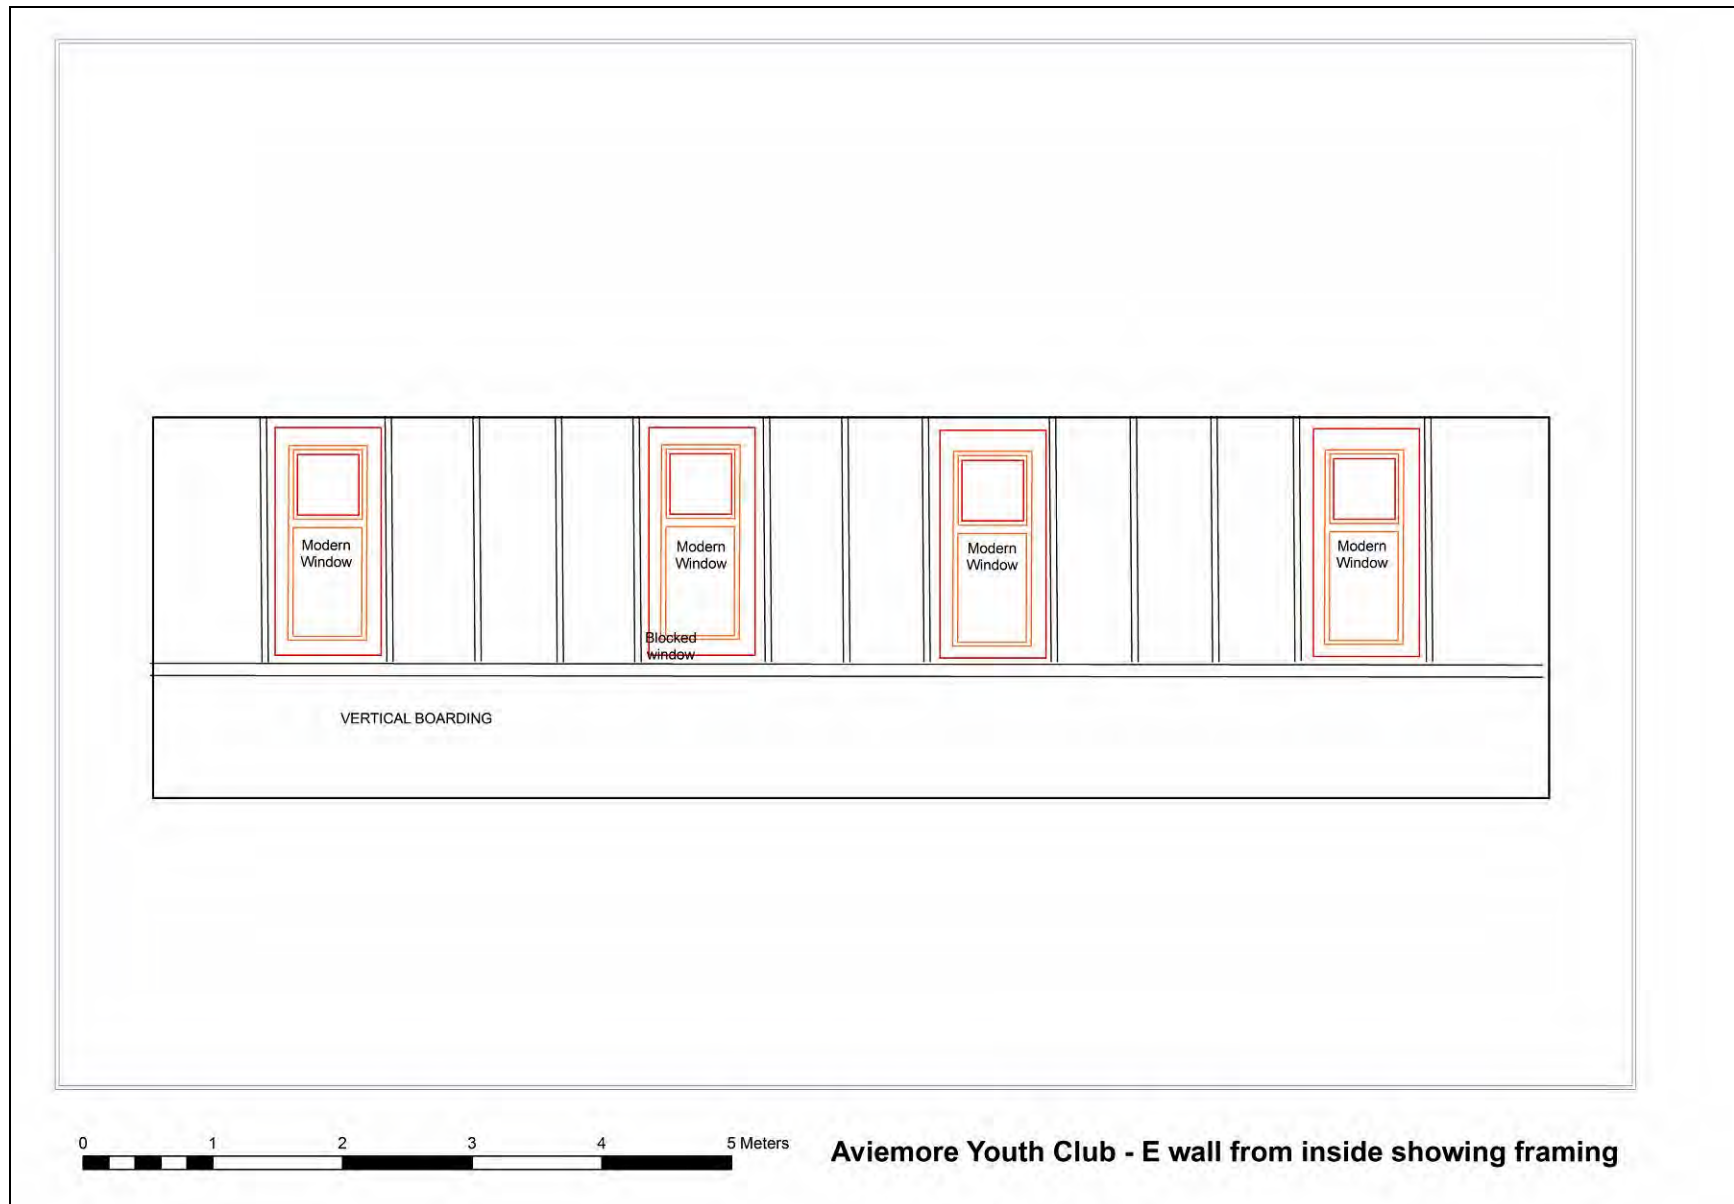 Modern
Window
Modern
Window
Modern
Window
Modern
Window
Blocked
window
VERTICAL BOARDING
0 1 2 3 4 5 Meters
Aviemore Youth Club - E wall from inside showing framing